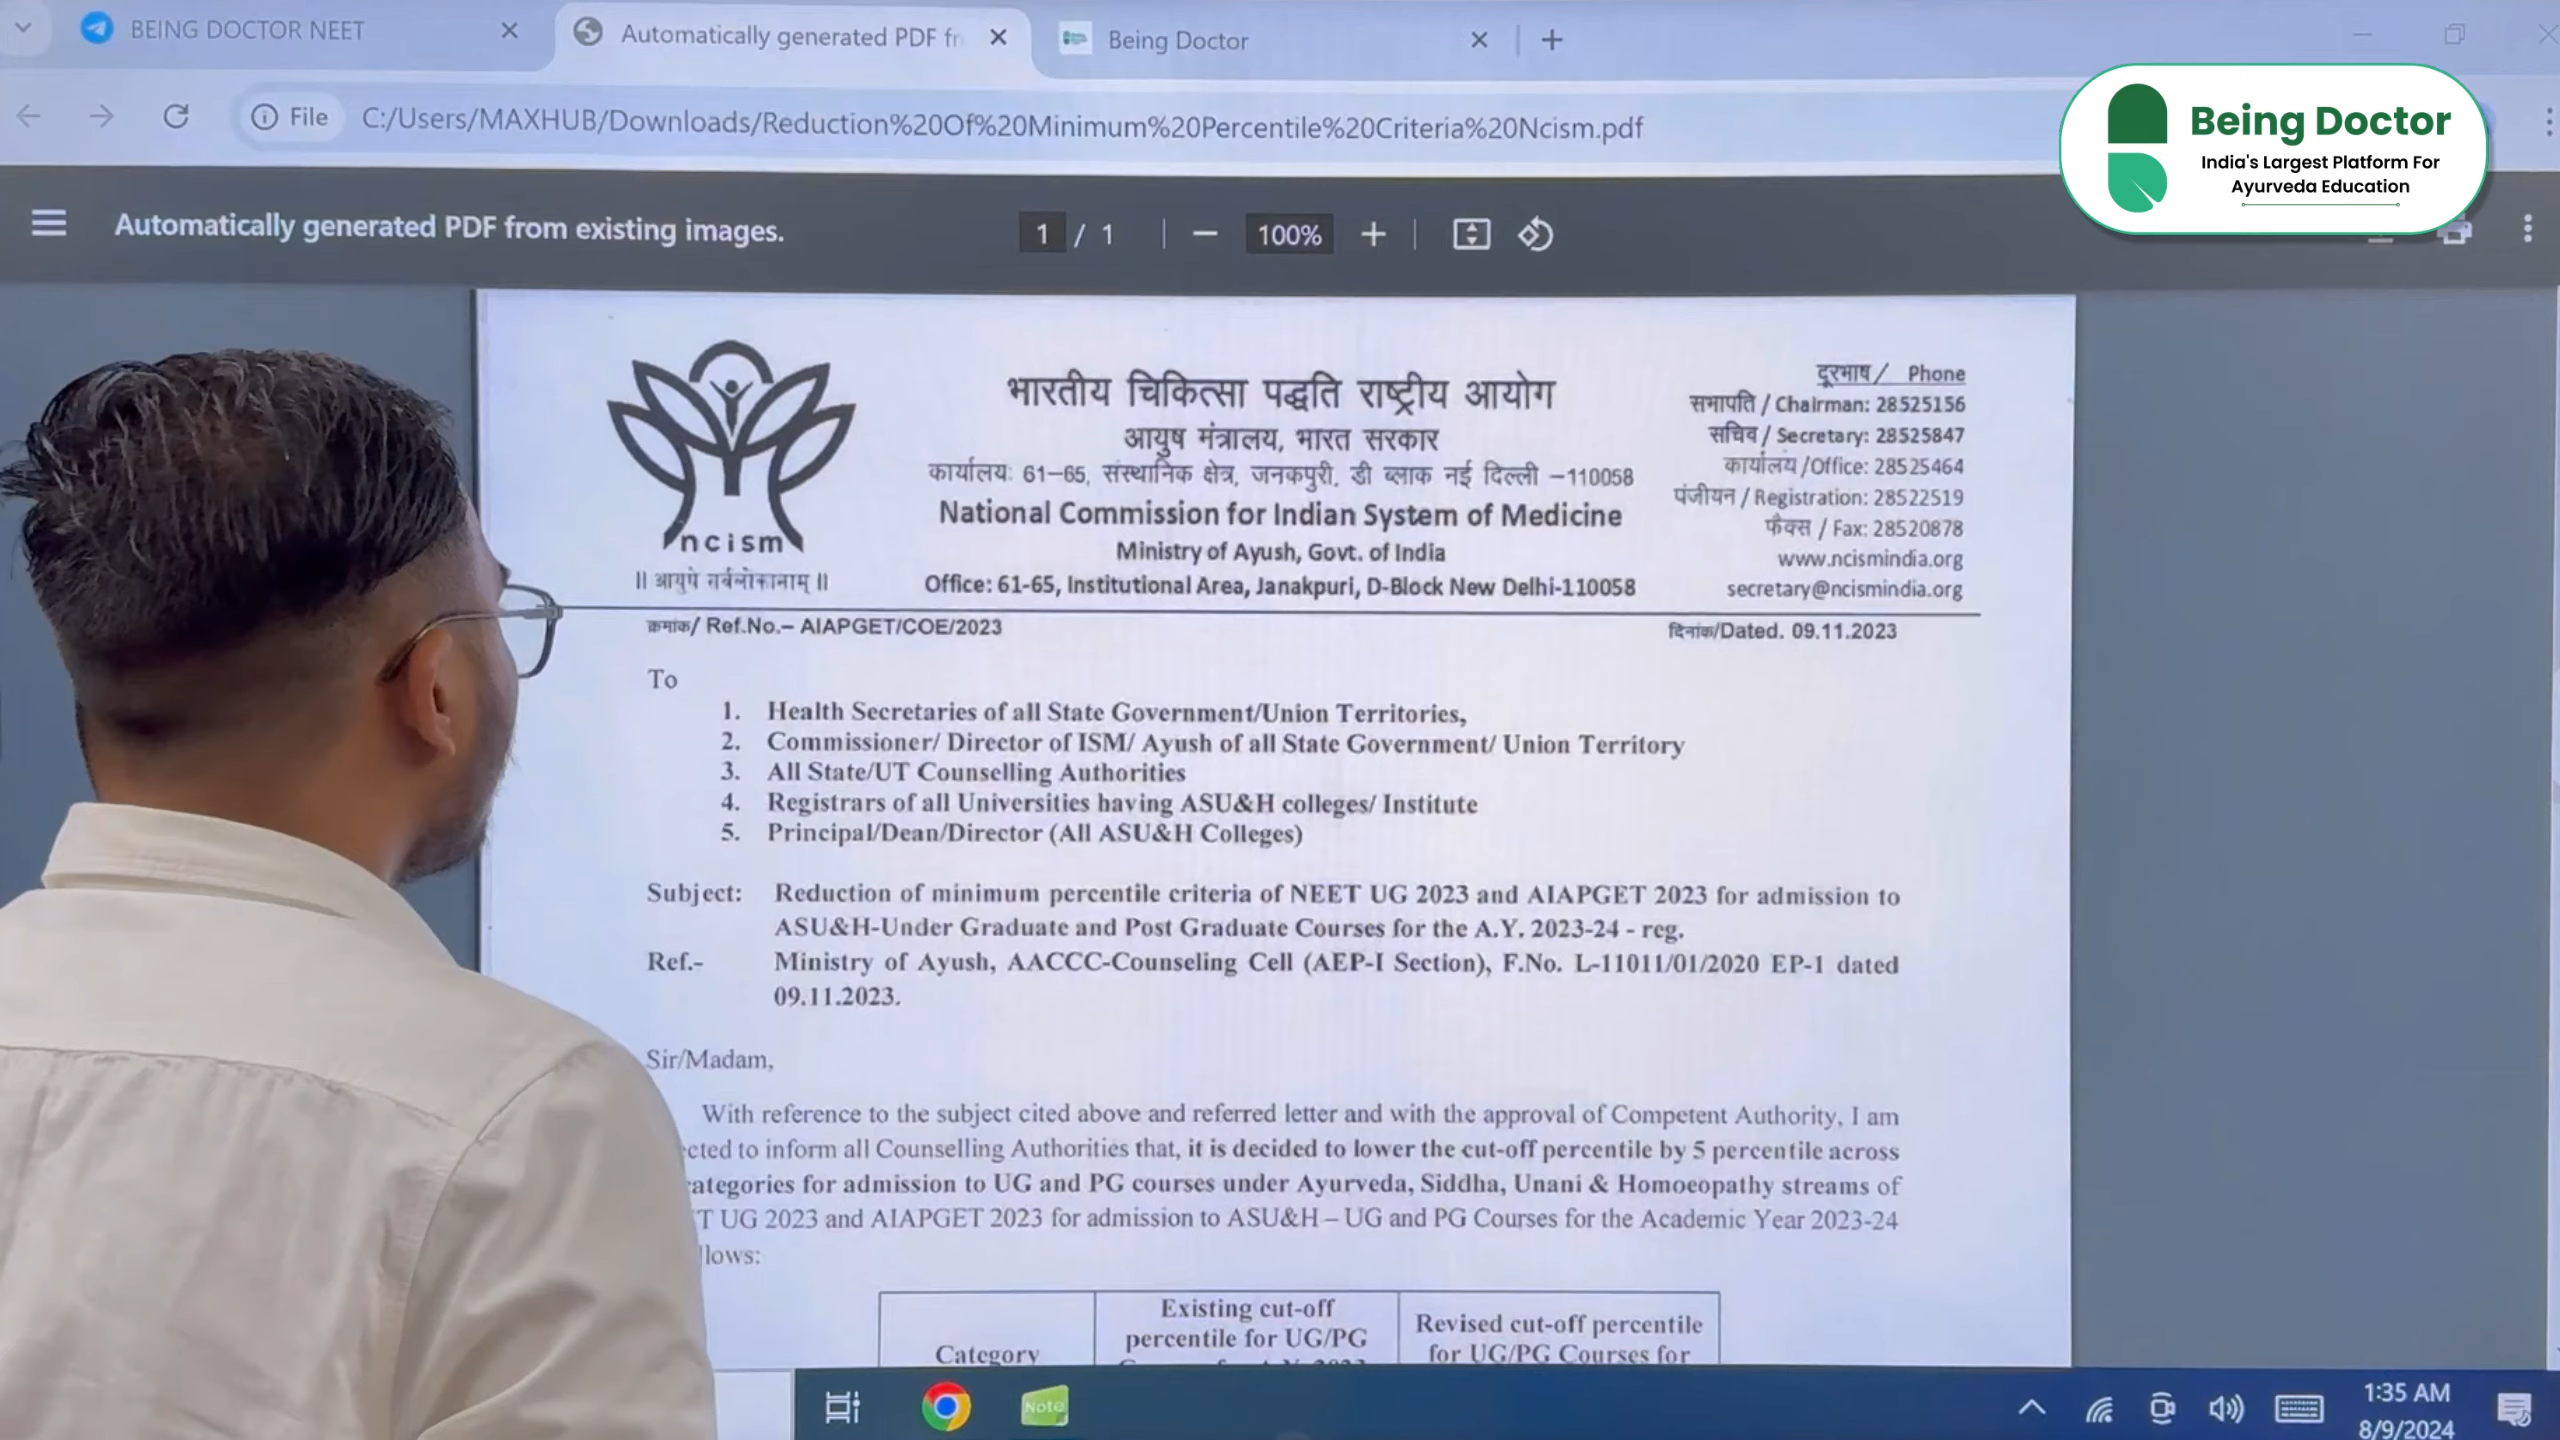 BEING DOCTOR NEET
Automatically generated PDF fr
Being Doctor
File
C:/Users/MAXHUB/Downloads/Reduction%20Of%20Minimum%20Percentile%20Criteria%20Ncism.pdf
Being Doctor
India's Largest Platform For
Ayurveda Education
Automatically generated PDF from existing images.
1 / 1
100%
ncism
भारतीय चिकित्सा पद्धति राष्ट्रीय आयोग
आयुष मंत्रालय, भारत सरकार
कार्यालय: 61–65, संस्थानिक क्षेत्र, जनकपुरी, डी ब्लाक नई दिल्ली –110058
National Commission for Indian System of Medicine
Ministry of Ayush, Govt. of India
Office: 61-65, Institutional Area, Janakpuri, D-Block New Delhi-110058
दूरभाष / Phone
सभापति / Chairman: 28525156
सचिव / Secretary: 28525847
कार्यालय /Office: 28525464
पंजीयन / Registration: 28522519
फैक्स / Fax: 28520878
www.ncismindia.org
secretary@ncismindia.org
क्रमांक/ Ref.No.– AIAPGET/COE/2023
दिनांक/Dated. 09.11.2023
To
1. Health Secretaries of all State Government/Union Territories,
2. Commissioner/ Director of ISM/ Ayush of all State Government/ Union Territory
3. All State/UT Counselling Authorities
4. Registrars of all Universities having ASU&H colleges/ Institute
5. Principal/Dean/Director (All ASU&H Colleges)
Subject: Reduction of minimum percentile criteria of NEET UG 2023 and AIAPGET 2023 for admission to
ASU&H-Under Graduate and Post Graduate Courses for the A.Y. 2023-24 - reg.
Ref.- Ministry of Ayush, AACCC-Counseling Cell (AEP-I Section), F.No. L-11011/01/2020 EP-1 dated
09.11.2023.
Sir/Madam,
With reference to the subject cited above and referred letter and with the approval of Competent Authority, I am
cted to inform all Counselling Authorities that, it is decided to lower the cut-off percentile by 5 percentile across
ategories for admission to UG and PG courses under Ayurveda, Siddha, Unani & Homoeopathy streams of
T UG 2023 and AIAPGET 2023 for admission to ASU&H – UG and PG Courses for the Academic Year 2023-24
llows:
Category
Existing cut-off
percentile for UG/PG
Revised cut-off percentile
for UG/PG Courses for
Note
1:35 AM
8/9/2024